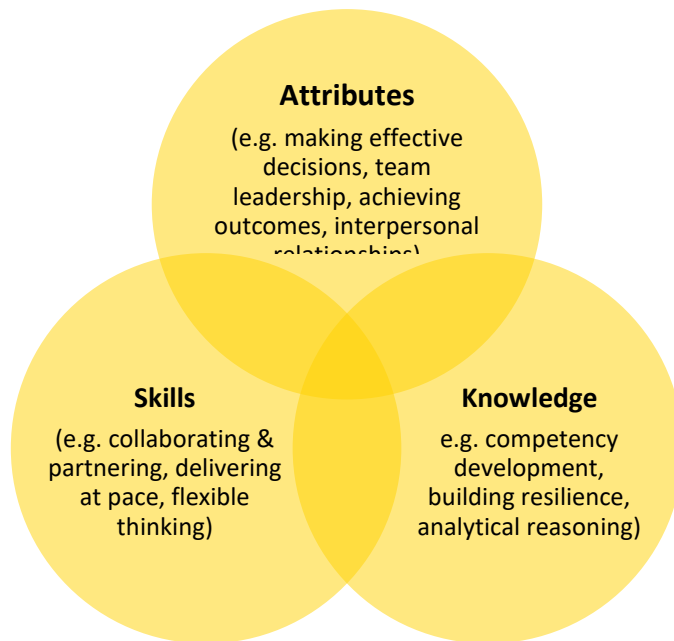 Attributes
(e.g. making effective
decisions, team
leadership, achieving
outcomes, interpersonal
relationships)
Skills
(e.g. collaborating &
partnering, delivering
at pace, flexible
thinking)
Knowledge
e.g. competency
development,
building resilience,
analytical reasoning)